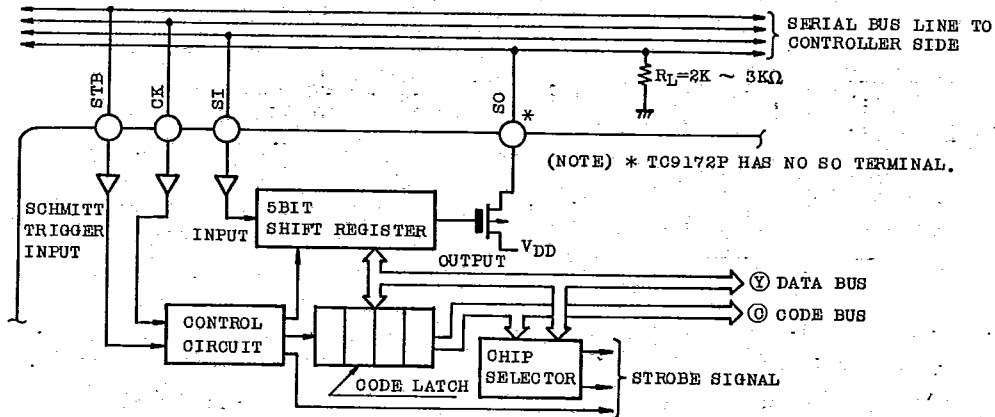 SERIAL BUS LINE TO
CONTROLLER SIDE
RL=2K ~ 3KΩ
STB
CK
SI
SO
*
(NOTE) * TC9172P HAS NO SO TERMINAL.
SCHMITT
TRIGGER
INPUT
INPUT
5BIT
SHIFT REGISTER
OUTPUT
VDD
Ⓨ DATA BUS
Ⓒ CODE BUS
CONTROL
CIRCUIT
CHIP
SELECTOR
CODE LATCH
STROBE SIGNAL